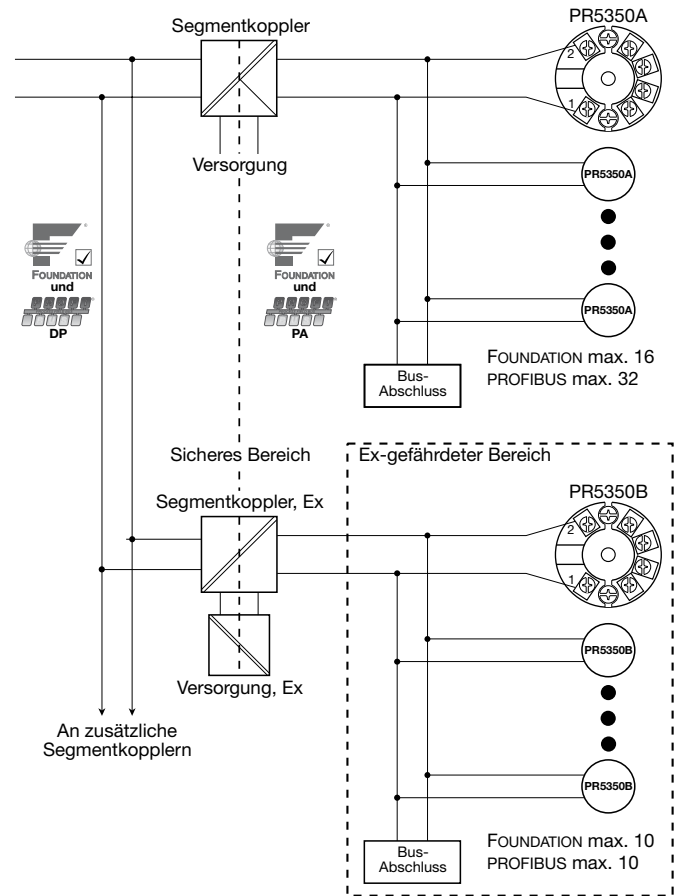 PR5350A
Segmentkoppler
2
1
Versorgung
PR5350A
FOUNDATION
und
DP
FOUNDATION
und
PA
PR5350A
FOUNDATION max. 16
PROFIBUS max. 32
Bus-
Abschluss
Sicheres Bereich
Ex-gefährdeter Bereich
Segmentkoppler, Ex
PR5350B
2
1
PR5350B
Versorgung, Ex
An zusätzliche
Segmentkopplern
PR5350B
FOUNDATION max. 10
PROFIBUS max. 10
Bus-
Abschluss